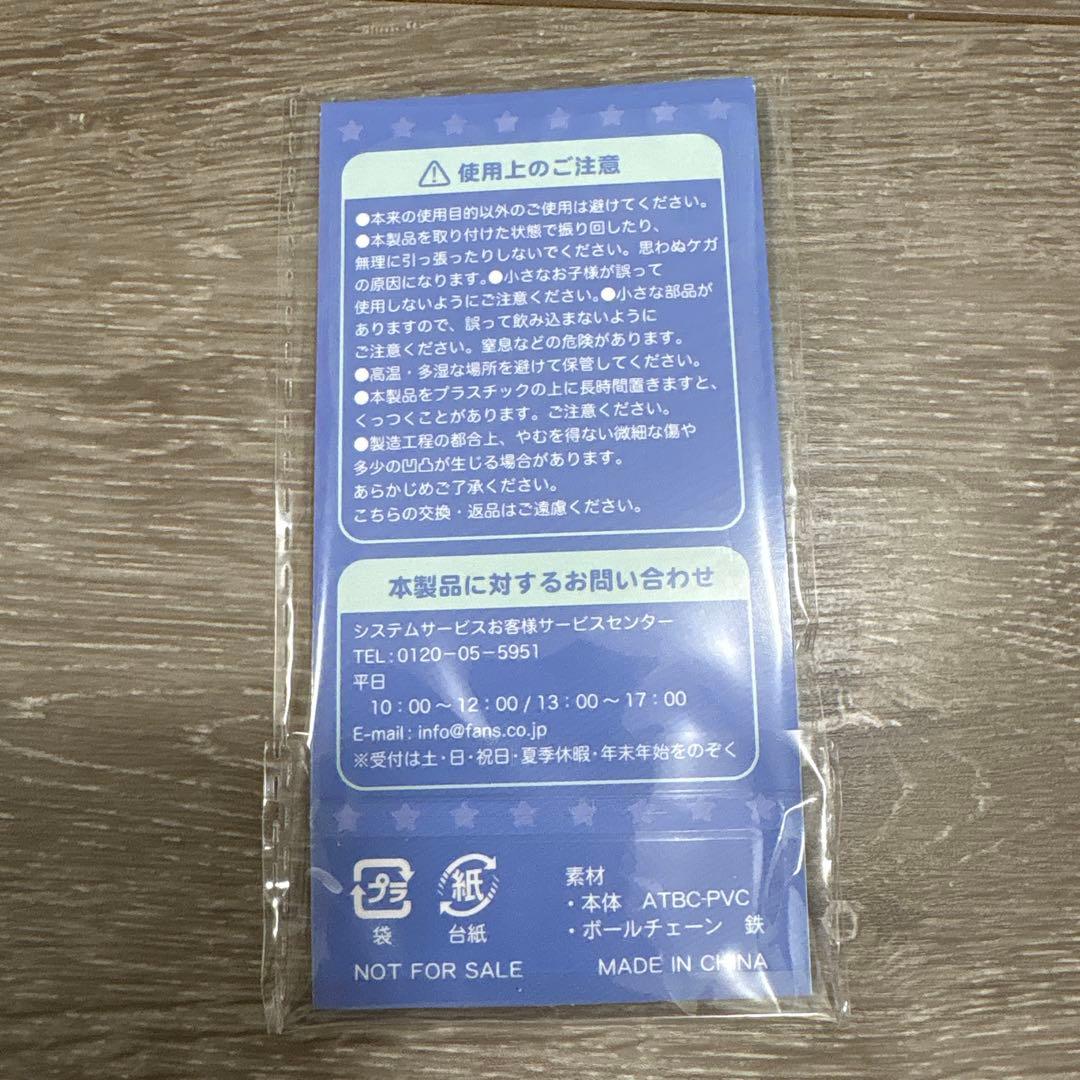 使用上のご注意
●本来の使用目的以外のご使用は避けてください。
●本製品を取り付けた状態で振り回したり、
無理に引っ張ったりしないでください。思わぬケガ
の原因になります。●小さなお子様が誤って
使用しないようにご注意ください。●小さな部品が
ありますので、誤って飲み込まないように
ご注意ください。窒息などの危険があります。
●高温・多湿な場所を避けて保管してください。
●本製品をプラスチックの上に長時間置きますと、
くっつくことがあります。ご注意ください。
●製造工程の都合上、やむを得ない微細な傷や
多少の凹凸が生じる場合があります。
あらかじめご了承ください。
こちらの交換・返品はご遠慮ください。
本製品に対するお問い合わせ
システムサービスお客様サービスセンター
TEL:0120-05-5951
平日
10:00～12:00/13:00～17:00
E-mail:info@fans.co.jp
※受付は土・日・祝日・夏季休暇・年末年始をのぞく
プラ 紙
袋 台紙
素材
・本体 ATBC-PVC
・ボールチェーン 鉄
NOT FOR SALE MADE IN CHINA